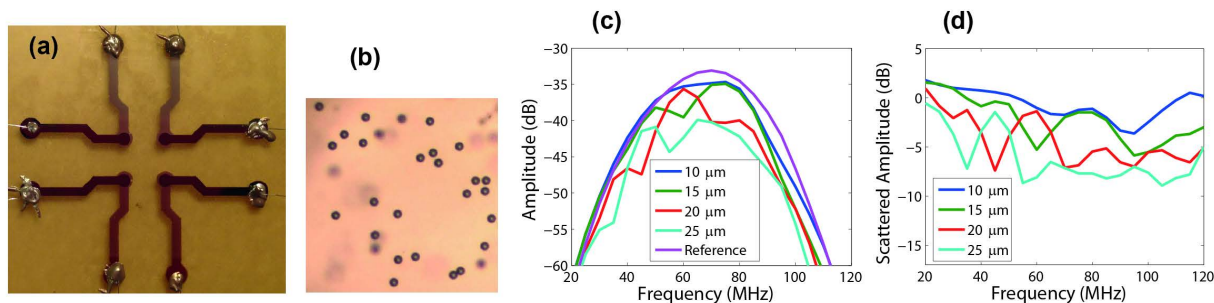 (a)
(b)
(c)
−30
−35
−40
−45
−50
−55
−60
20
40
60
80
100
120
Amplitude (dB)
Frequency (MHz)
10 μm
15 μm
20 μm
25 μm
Reference
(d)
5
0
−5
−10
−15
20
40
60
80
100
120
Scattered Amplitude (dB)
Frequency (MHz)
10 μm
15 μm
20 μm
25 μm